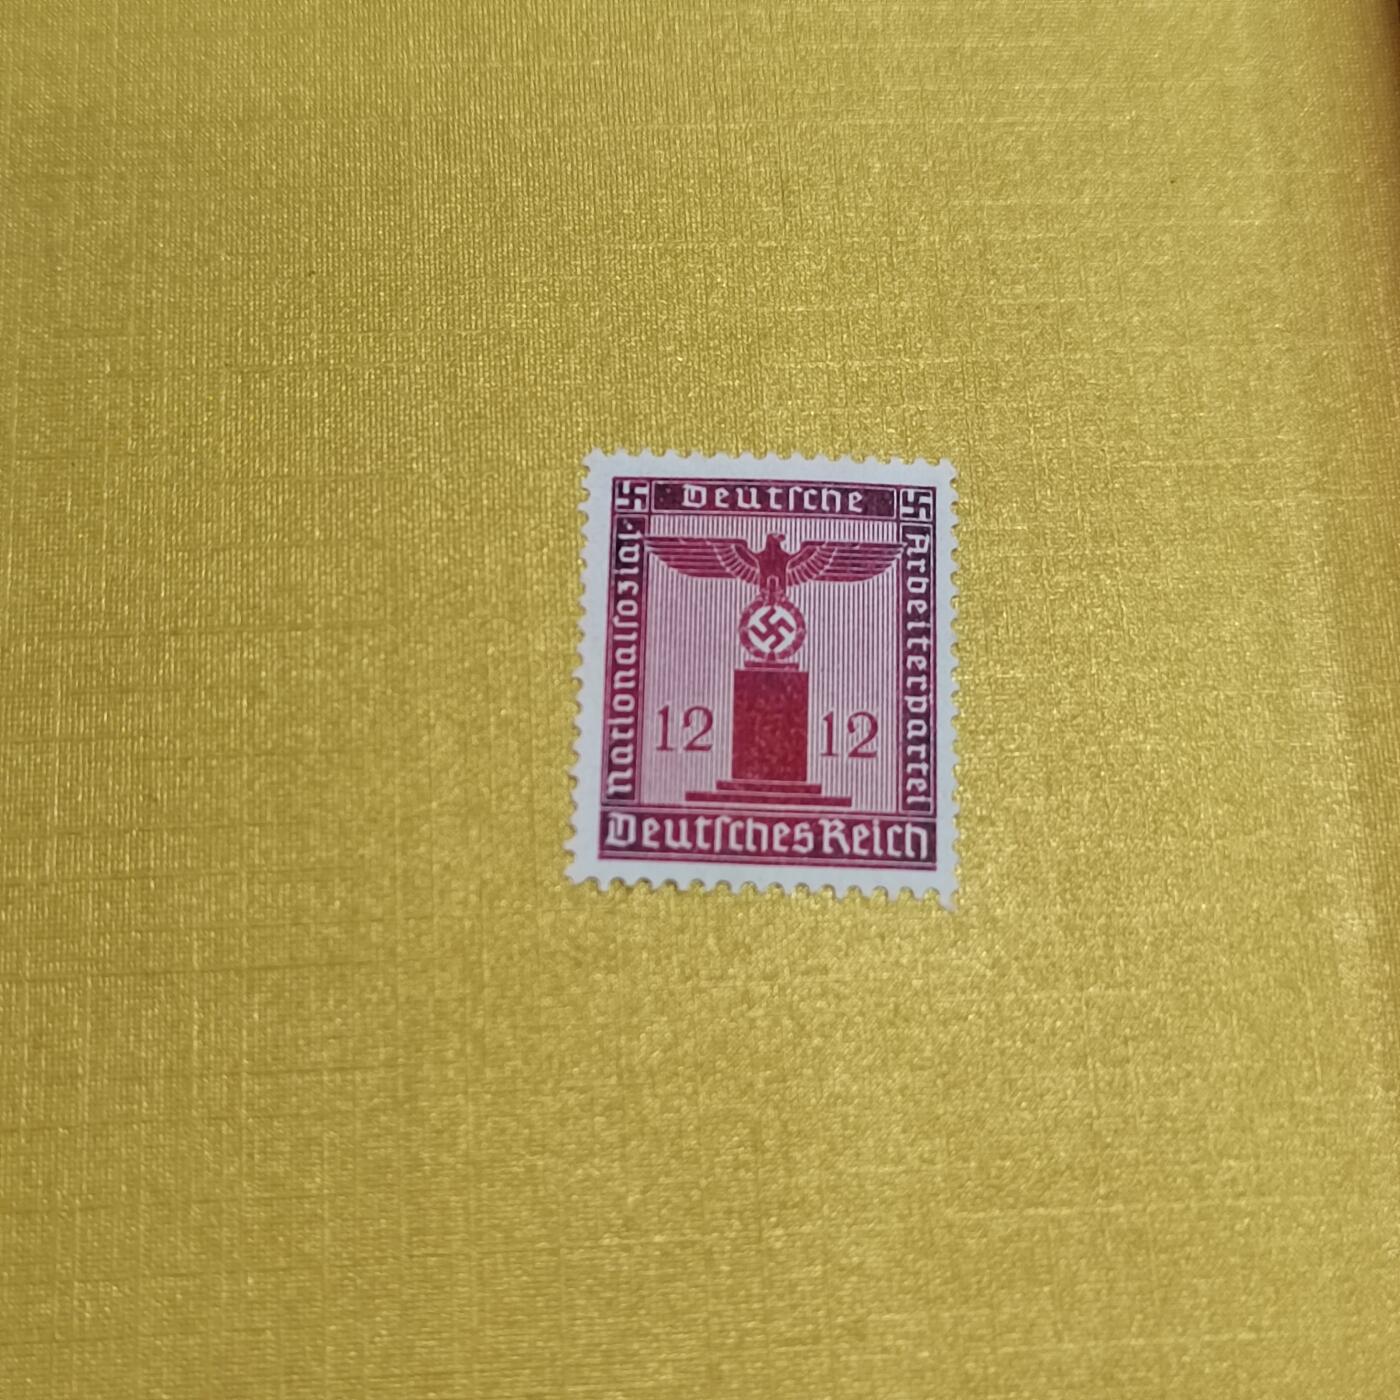 Deutsche
Nationalsozial.
Arbeiterpartei
12 12
Deutsches Reich